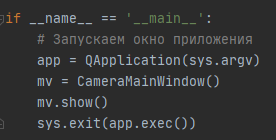 if __name__ == '__main__':
    # Запускаем окно приложения
    app = QApplication(sys.argv)
    mv = CameraMainWindow()
    mv.show()
    sys.exit(app.exec())